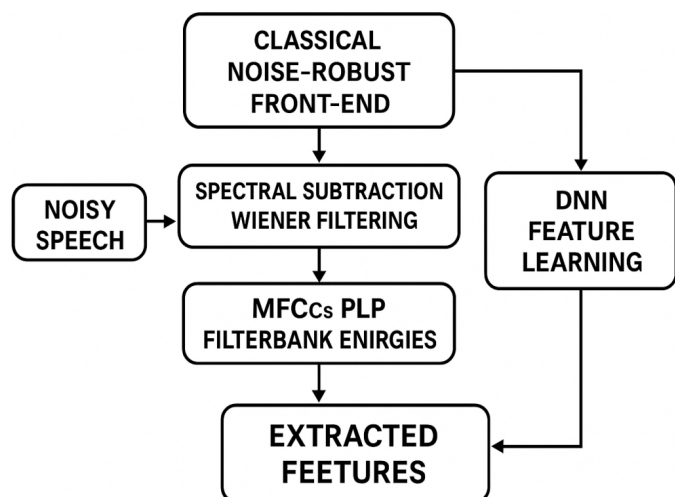 CLASSICAL
NOISE-ROBUST
FRONT-END
SPECTRAL SUBTRACTION
WIENER FILTERING
NOISY
SPEECH
DNN
FEATURE
LEARNING
MFCCs PLP
FILTERBANK ENIRGIES
EXTRACTED
FEETURES